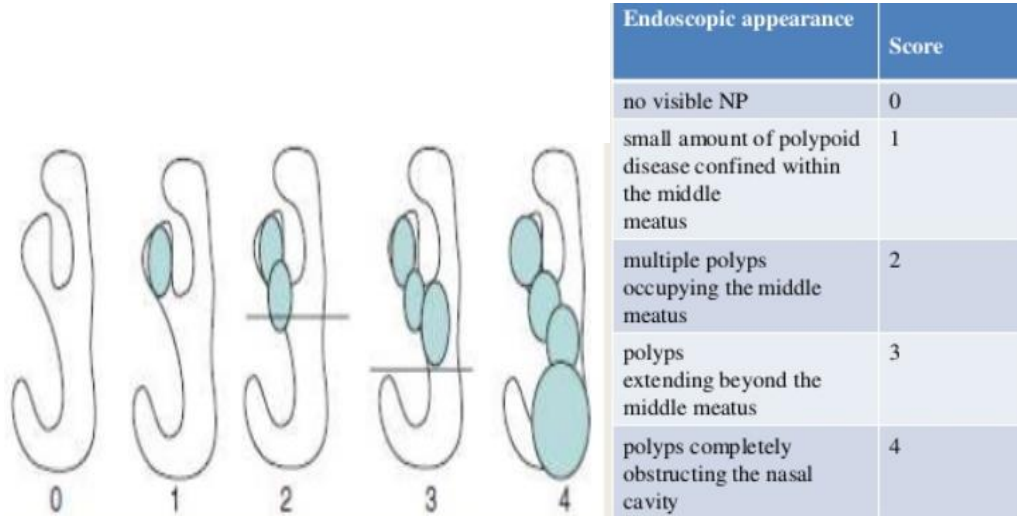 0
1
2
3
4
Endoscopic appearance
Score
no visible NP
0
small amount of polypoid
1
disease confined within
the middle
meatus
multiple polyps
2
occupying the middle
meatus
polyps
3
extending beyond the
middle meatus
polyps completely
4
obstructing the nasal
cavity